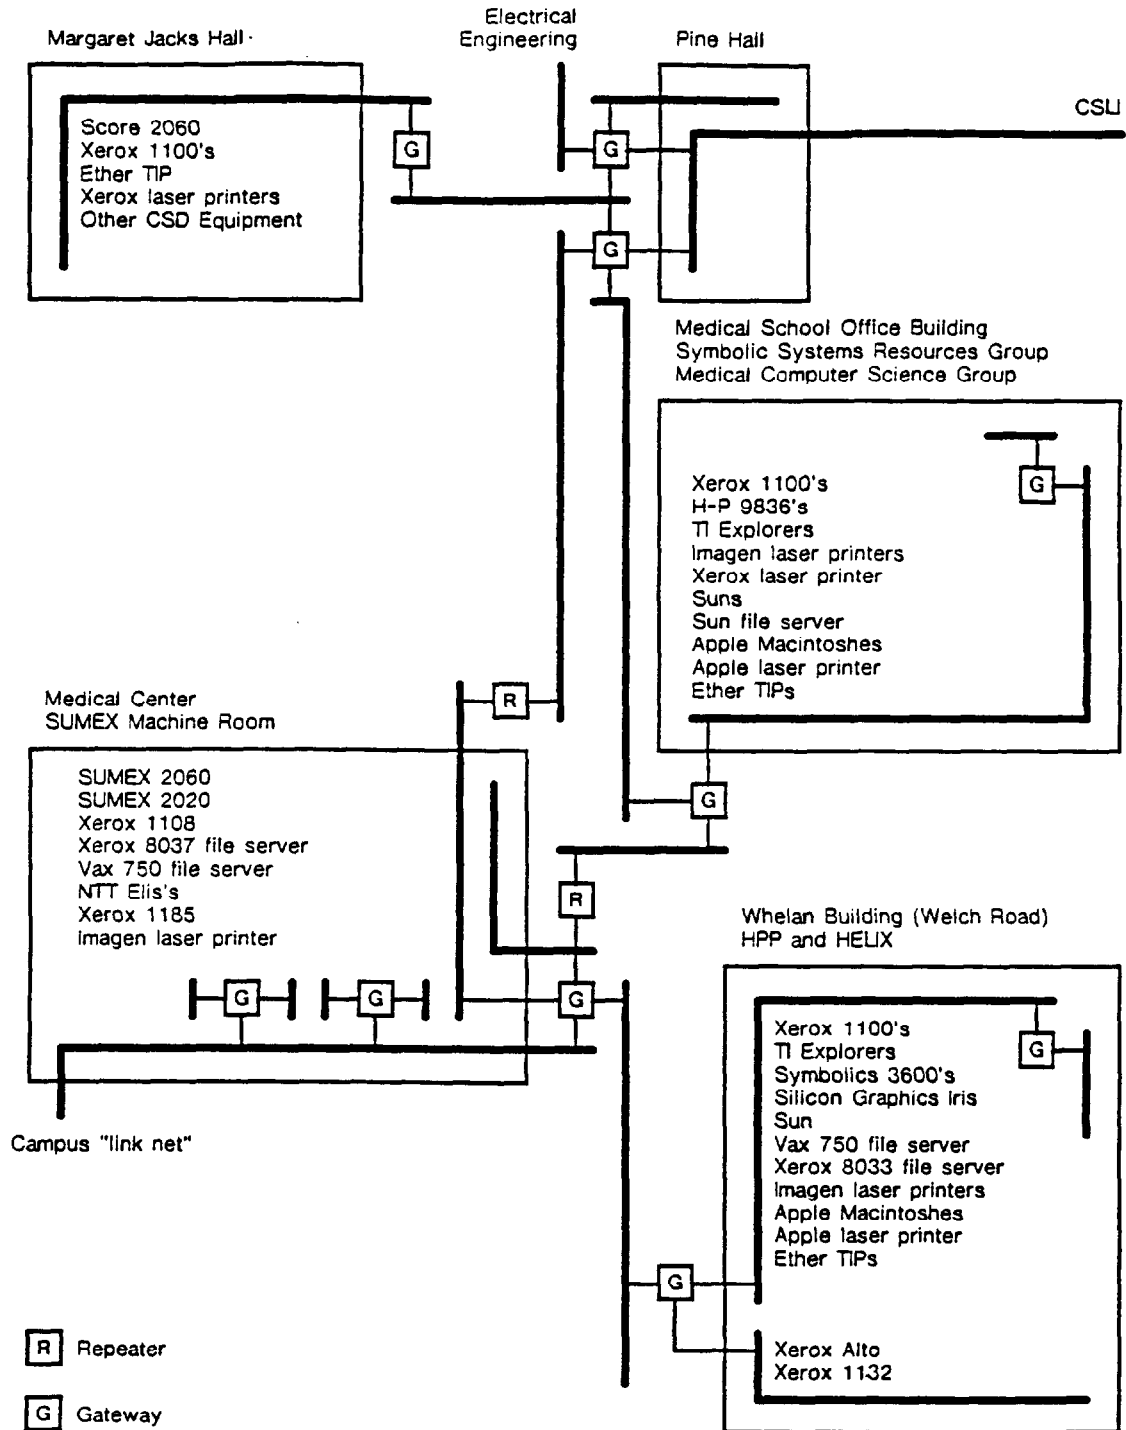 Electrical
Engineering
Margaret Jacks Hall
Pine Hall
CSLI
Score 2060
Xerox 1100's
Ether TIP
Xerox laser printers
Other CSD Equipment
G
G
G
Medical School Office Building
Symbolic Systems Resources Group
Medical Computer Science Group
G
Xerox 1100's
H-P 9836's
TI Explorers
Imagen laser printers
Xerox laser printer
Suns
Sun file server
Apple Macintoshes
Apple laser printer
Ether TIPs
R
Medical Center
SUMEX Machine Room
SUMEX 2060
SUMEX 2020
Xerox 1108
Xerox 8037 file server
Vax 750 file server
NTT Elis's
Xerox 1185
Imagen laser printer
G
R
G
G
G
Campus "link net"
Whelan Building (Welch Road)
HPP and HELIX
Xerox 1100's
TI Explorers
Symbolics 3600's
Silicon Graphics Iris
Sun
Vax 750 file server
Xerox 8033 file server
Imagen laser printers
Apple Macintoshes
Apple laser printer
Ether TIPs
G
G
Xerox Alto
Xerox 1132
R Repeater
G Gateway